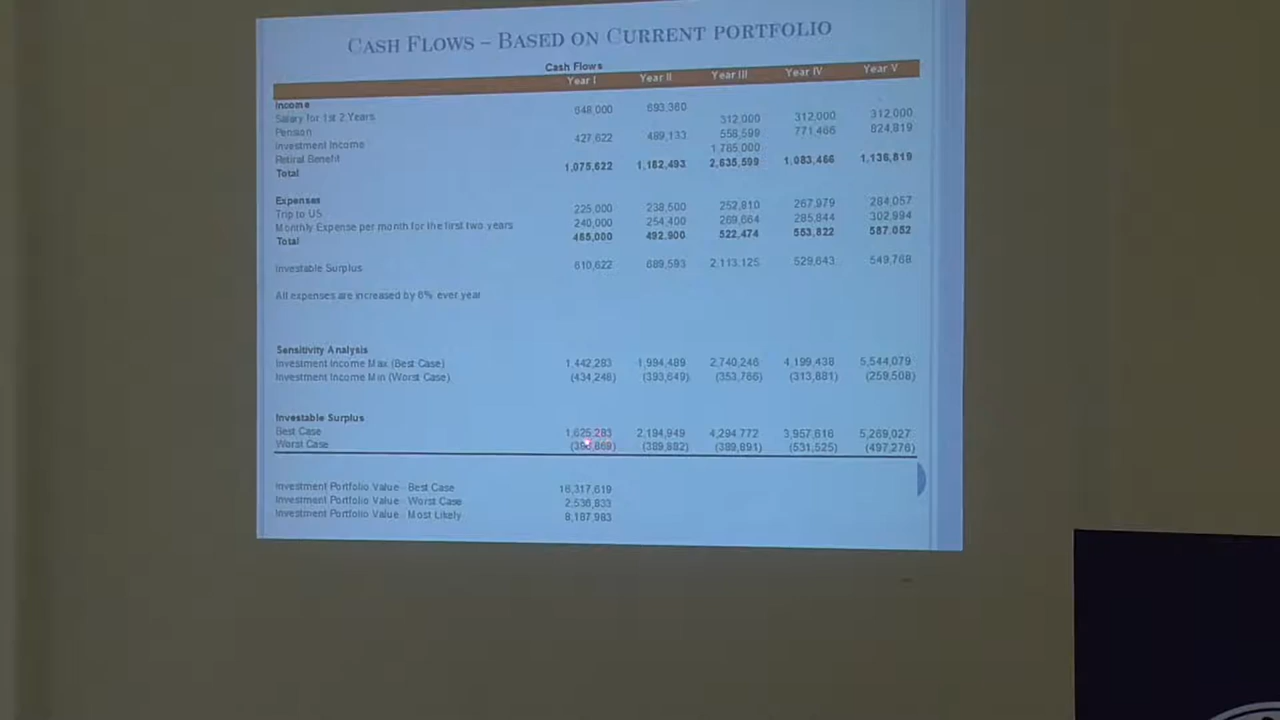 CASH FLOWS – BASED ON CURRENT PORTFOLIO
Cash Flows
Year I Year II Year III Year IV Year V
Income
Salary for 1st 2 Years 648,000 693,360
Pension 312,000 312,000 312,000
Investment Income 427,622 489,133 558,599 771,466 824,819
Retiral Benefit 1,765,000
Total 1,075,622 1,182,493 2,635,599 1,083,466 1,136,819
Expenses
Trip to US 225,000 238,500 252,810 267,979 284,057
Monthly Expense per month for the first two years 240,000 254,400 269,664 285,844 302,994
Total 465,000 492,900 522,474 553,822 587,052
Investable Surplus 610,622 689,593 2,113,125 529,643 549,768
All expenses are increased by 6% ever year
Sensitivity Analysis
Investment Income Max (Best Case) 1,442,283 1,994,489 2,740,246 4,199,438 5,544,079
Investment Income Min (Worst Case) (434,248) (393,649) (353,766) (313,881) (259,508)
Investable Surplus
Best Case 1,625,283 2,194,949 4,294,772 3,957,616 5,269,027
Worst Case (389,892) (389,891) (531,525) (497,276)
Investment Portfolio Value - Best Case 16,317,619
Investment Portfolio Value - Worst Case 2,536,833
Investment Portfolio Value - Most Likely 8,187,983